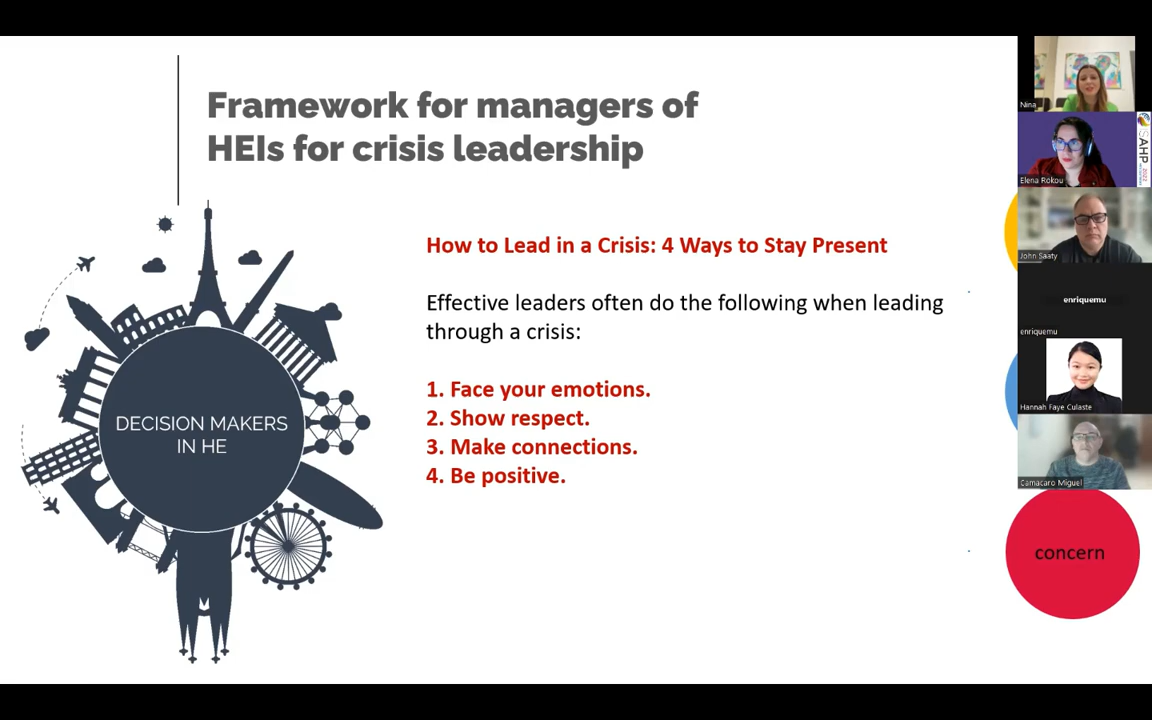 Framework for managers of
HEIs for crisis leadership
How to Lead in a Crisis: 4 Ways to Stay Present
Effective leaders often do the following when leading
through a crisis:
1. Face your emotions.
2. Show respect.
3. Make connections.
4. Be positive.
DECISION MAKERS
IN HE
concern
Nina
Elena Rokou
ISAHP 2022
John Saaty
enriquemu
enriquemu
Hannah Faye Culaste
Camacaro Miguel